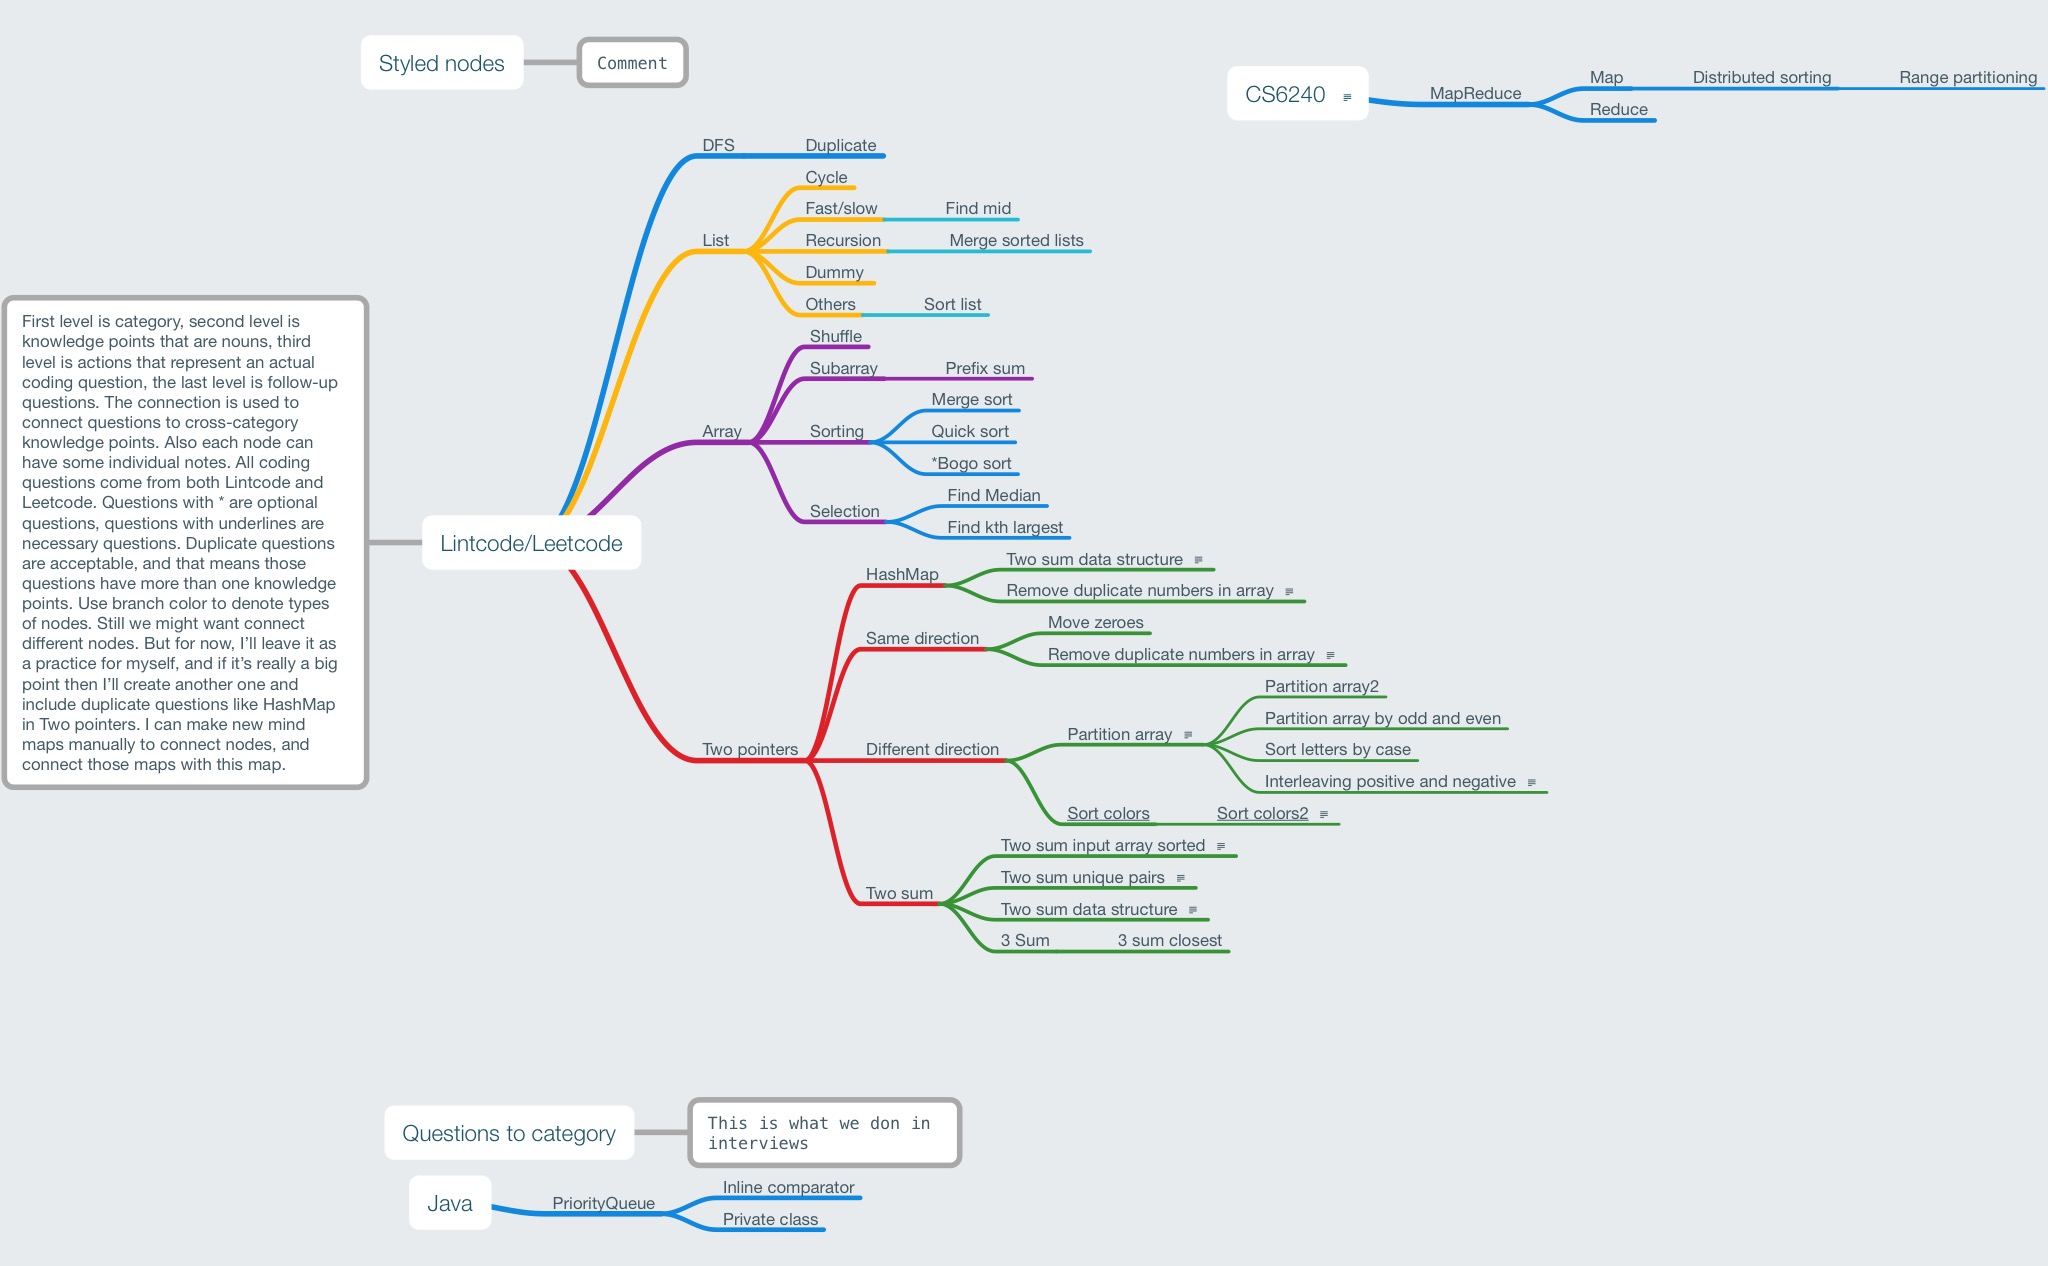 Styled nodes
Comment
CS6240
MapReduce
Map
Distributed sorting
Range partitioning
Reduce
First level is category, second level is
knowledge points that are nouns, third
level is actions that represent an actual
coding question, the last level is follow-up
questions. The connection is used to
connect questions to cross-category
knowledge points. Also each node can
have some individual notes. All coding
questions come from both Lintcode and
Leetcode. Questions with * are optional
questions, questions with underlines are
necessary questions. Duplicate questions
are acceptable, and that means those
questions have more than one knowledge
points. Use branch color to denote types
of nodes. Still we might want connect
different nodes. But for now, I’ll leave it as
a practice for myself, and if it’s really a big
point then I’ll create another one and
include duplicate questions like HashMap
in Two pointers. I can make new mind
maps manually to connect nodes, and
connect those maps with this map.
Lintcode/Leetcode
DFS
Duplicate
List
Cycle
Fast/slow
Find mid
Recursion
Merge sorted lists
Dummy
Others
Sort list
Array
Shuffle
Subarray
Prefix sum
Sorting
Merge sort
Quick sort
*Bogo sort
Selection
Find Median
Find kth largest
Two pointers
HashMap
Two sum data structure
Remove duplicate numbers in array
Same direction
Move zeroes
Remove duplicate numbers in array
Different direction
Partition array
Partition array2
Partition array by odd and even
Sort letters by case
Interleaving positive and negative
Sort colors
Sort colors2
Two sum
Two sum input array sorted
Two sum unique pairs
Two sum data structure
3 Sum
3 sum closest
Questions to category
This is what we don in
interviews
Java
PriorityQueue
Inline comparator
Private class